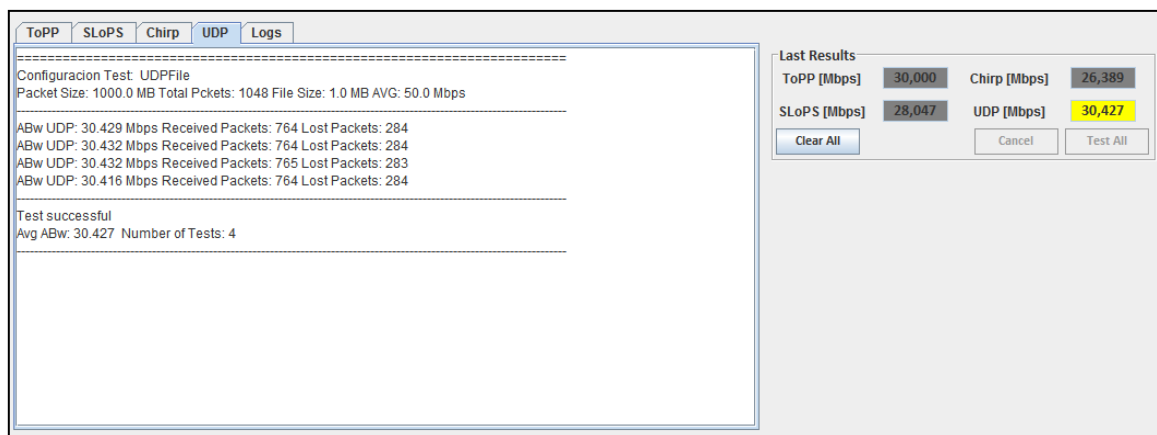 ToPP SLoPS Chirp UDP Logs
======================================================================
Configuracion Test: UDPFile
Packet Size: 1000.0 MB Total Pckets: 1048 File Size: 1.0 MB AVG: 50.0 Mbps
ABw UDP: 30.429 Mbps Received Packets: 764 Lost Packets: 284
ABw UDP: 30.432 Mbps Received Packets: 764 Lost Packets: 284
ABw UDP: 30.432 Mbps Received Packets: 765 Lost Packets: 283
ABw UDP: 30.416 Mbps Received Packets: 764 Lost Packets: 284
Test successful
Avg ABw: 30.427 Number of Tests: 4
Last Results
ToPP [Mbps] 30,000 Chirp [Mbps] 26,389
SLoPS [Mbps] 28,047 UDP [Mbps] 30,427
Clear All Cancel Test All